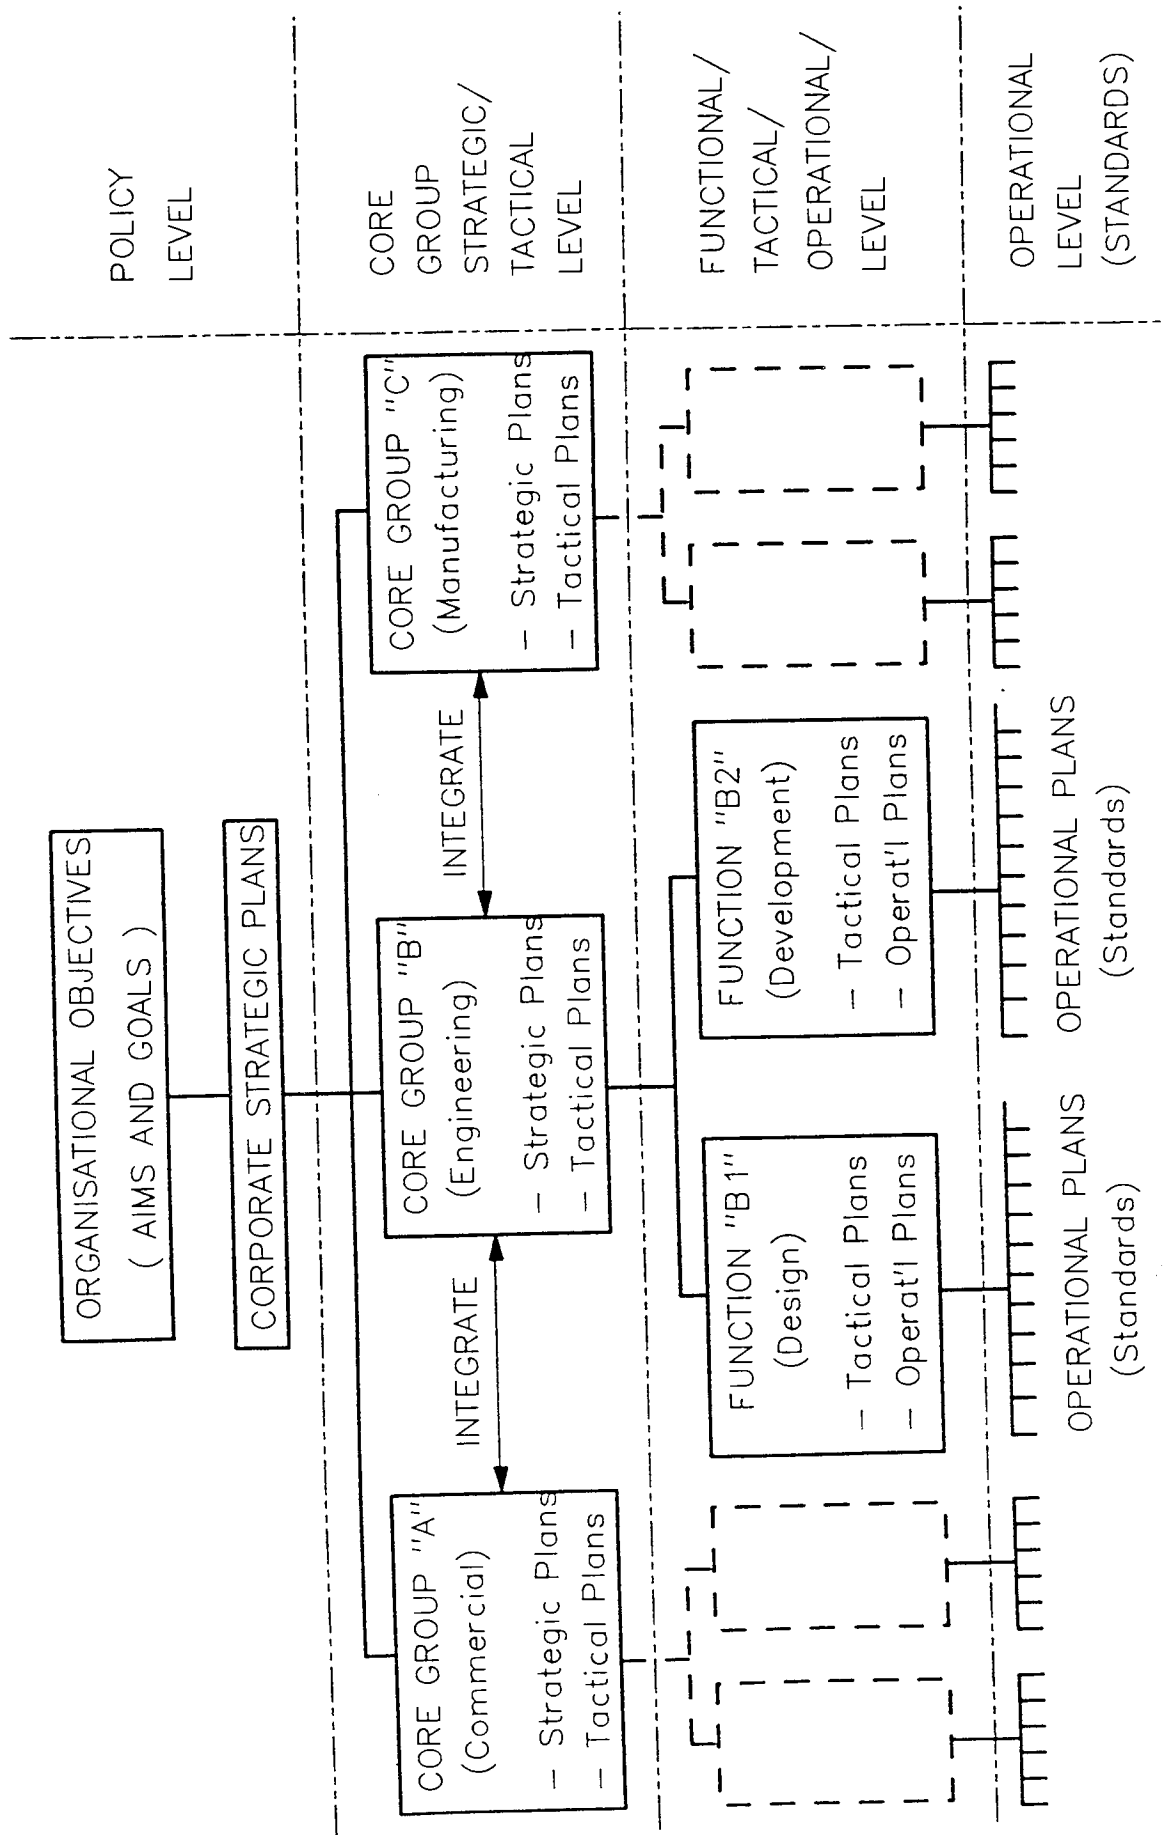 ORGANISATIONAL OBJECTIVES
( AIMS AND GOALS )
CORPORATE STRATEGIC PLANS
POLICY
LEVEL
CORE GROUP "A"
(Commercial)
- Strategic Plans
- Tactical Plans
INTEGRATE
CORE GROUP "B"
(Engineering)
- Strategic Plans
- Tactical Plans
INTEGRATE
CORE GROUP "C"
(Manufacturing)
- Strategic Plans
- Tactical Plans
CORE
GROUP
STRATEGIC/
TACTICAL
LEVEL
FUNCTION "B1"
(Design)
- Tactical Plans
- Operat'l Plans
FUNCTION "B2"
(Development)
- Tactical Plans
- Operat'l Plans
FUNCTIONAL/
TACTICAL/
OPERATIONAL/
LEVEL
OPERATIONAL PLANS
(Standards)
OPERATIONAL PLANS
(Standards)
OPERATIONAL
LEVEL
(STANDARDS)